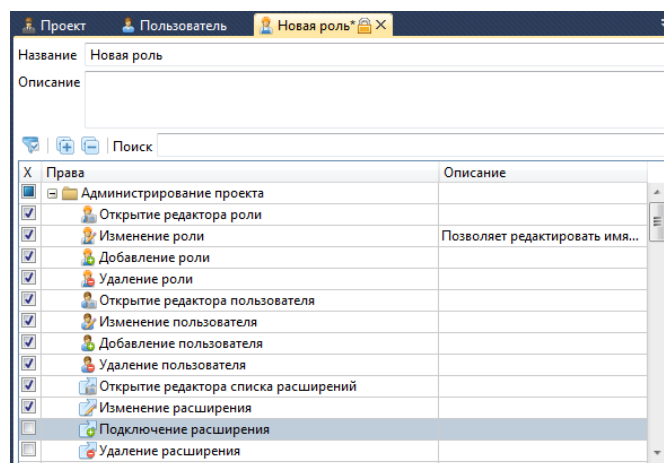 Проект Пользователь Новая роль*
Название Новая роль
Описание
Поиск
X Права Описание
Администрирование проекта
Открытие редактора роли
Изменение роли Позволяет редактировать имя...
Добавление роли
Удаление роли
Открытие редактора пользователя
Изменение пользователя
Добавление пользователя
Удаление пользователя
Открытие редактора списка расширений
Изменение расширения
Подключение расширения
Удаление расширения